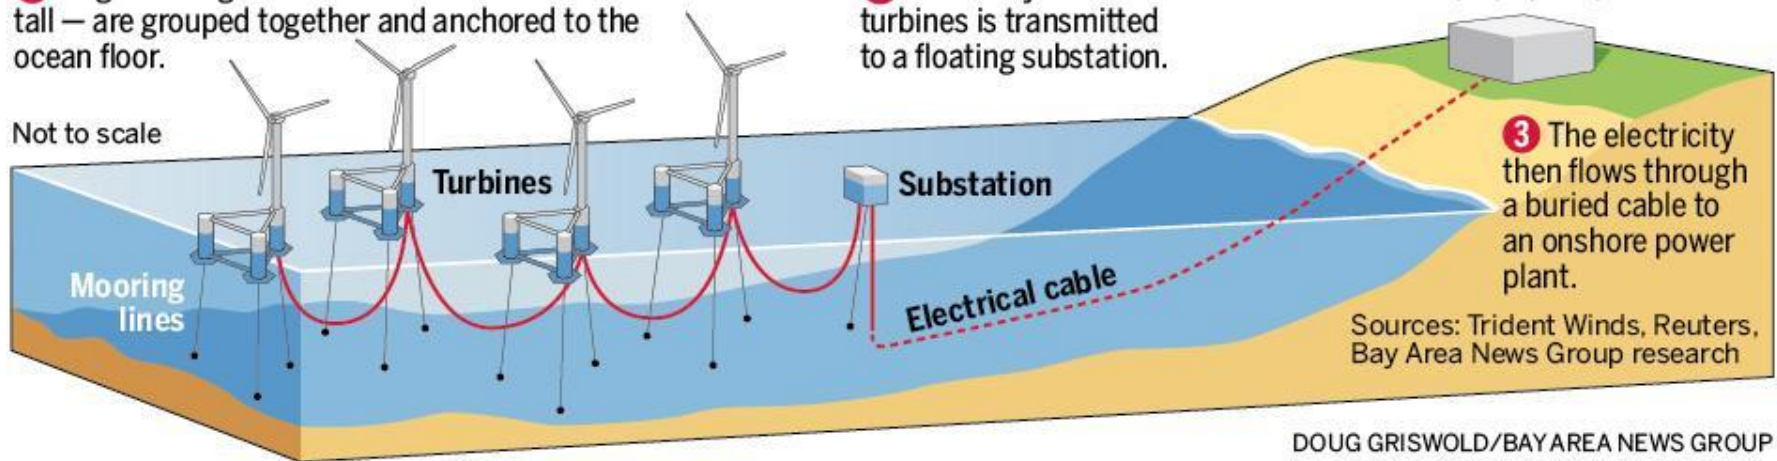 tall — are grouped together and anchored to the
ocean floor.
turbines is transmitted
to a floating substation.
Not to scale
Turbines
Substation
Mooring
lines
Electrical cable
3 The electricity
then flows through
a buried cable to
an onshore power
plant.
Sources: Trident Winds, Reuters,
Bay Area News Group research
DOUG GRISWOLD/BAY AREA NEWS GROUP